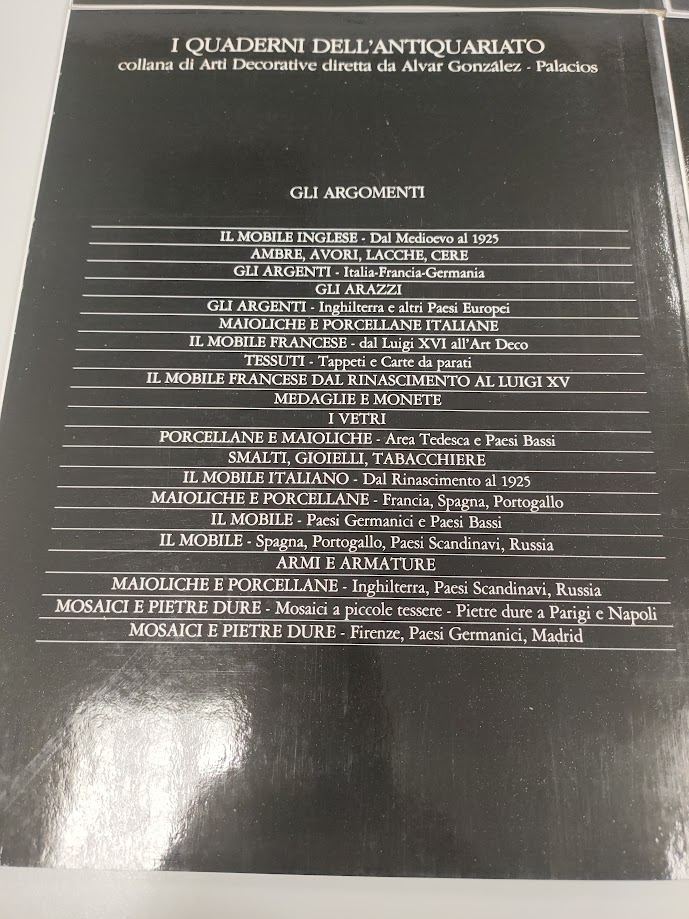 I QUADERNI DELL'ANTIQUARIATO
collana di Arti Decorative diretta da Alvar González - Palacios
GLI ARGOMENTI
IL MOBILE INGLESE - Dal Medioevo al 1925
AMBRE, AVORI, LACCHE, CERE
GLI ARGENTI - Italia-Francia-Germania
GLI ARAZZI
GLI ARGENTI - Inghilterra e altri Paesi Europei
MAIOLICHE E PORCELLANE ITALIANE
IL MOBILE FRANCESE - dal Luigi XVI all'Art Deco
TESSUTI - Tappeti e Carte da parati
IL MOBILE FRANCESE DAL RINASCIMENTO AL LUIGI XV
MEDAGLIE E MONETE
I VETRI
PORCELLANE E MAIOLICHE - Area Tedesca e Paesi Bassi
SMALTI, GIOIELLI, TABACCHIERE
IL MOBILE ITALIANO - Dal Rinascimento al 1925
MAIOLICHE E PORCELLANE - Francia, Spagna, Portogallo
IL MOBILE - Paesi Germanici e Paesi Bassi
IL MOBILE - Spagna, Portogallo, Paesi Scandinavi, Russia
ARMI E ARMATURE
MAIOLICHE E PORCELLANE - Inghilterra, Paesi Scandinavi, Russia
MOSAICI E PIETRE DURE - Mosaici a piccole tessere - Pietre dure a Parigi e Napoli
MOSAICI E PIETRE DURE - Firenze, Paesi Germanici, Madrid